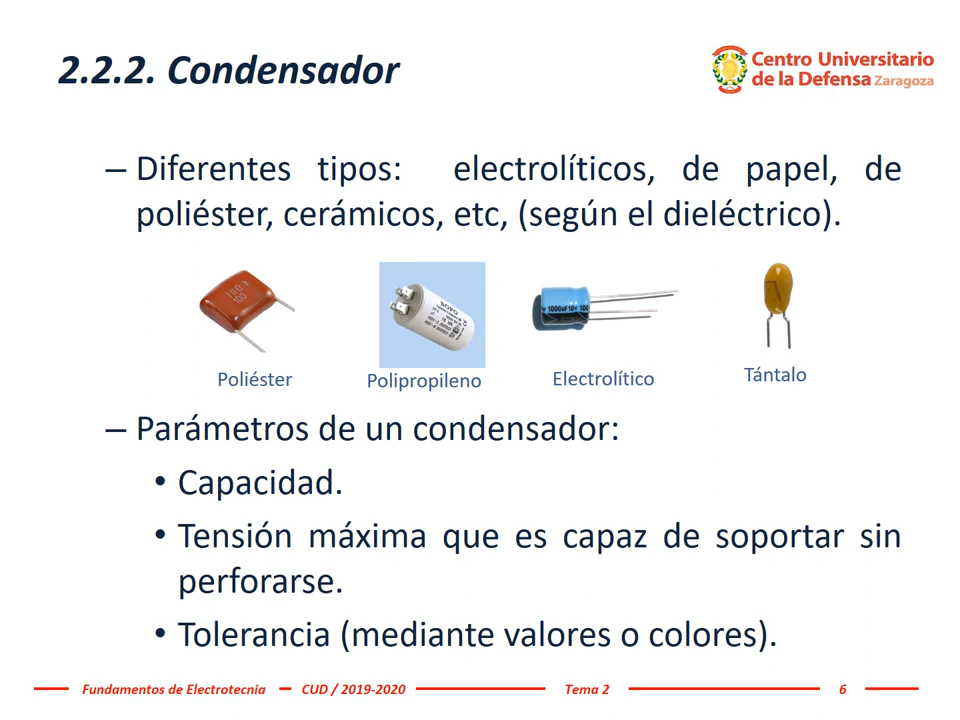 2.2.2. Condensador
Centro Universitario
de la Defensa Zaragoza
– Diferentes tipos: electrolíticos, de papel, de
poliéster, cerámicos, etc, (según el dieléctrico).
100
1000uF10V
Poliéster
Polipropileno
Electrolítico
Tántalo
– Parámetros de un condensador:
• Capacidad.
• Tensión máxima que es capaz de soportar sin
perforarse.
• Tolerancia (mediante valores o colores).
Fundamentos de Electrotecnia
CUD / 2019-2020
Tema 2
6